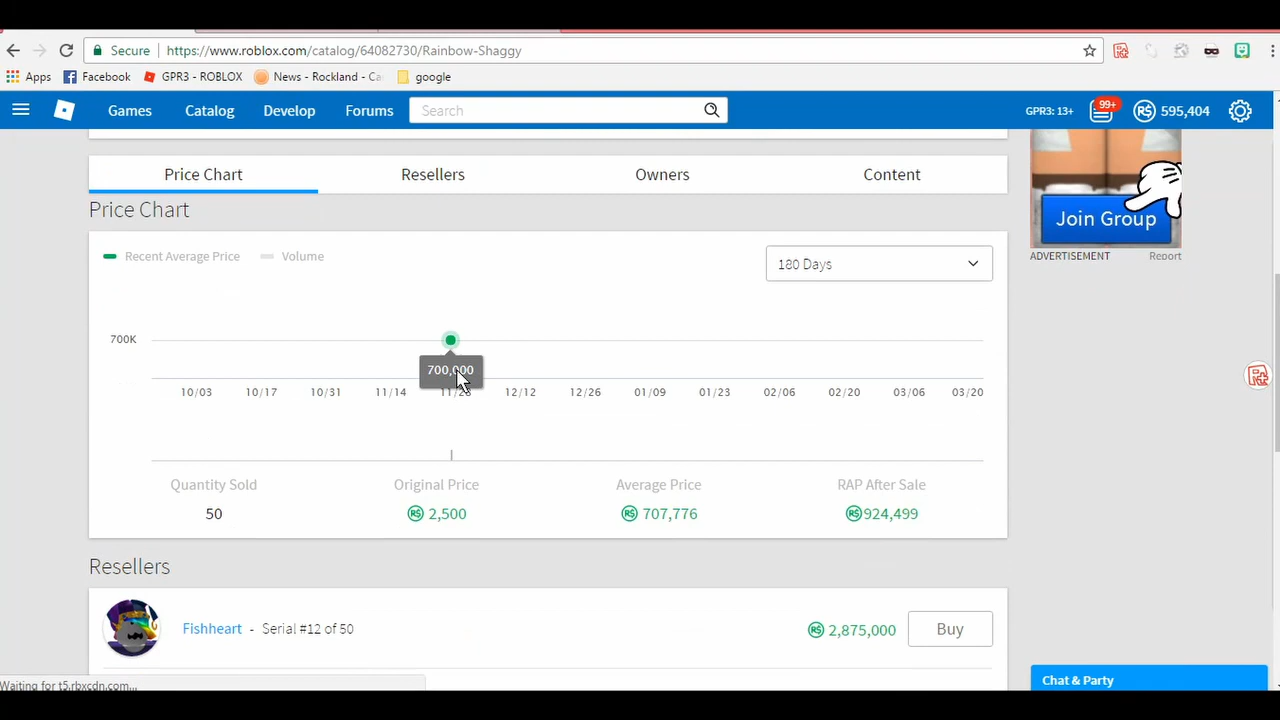 Secure https://www.roblox.com/catalog/64082730/Rainbow-Shaggy
Apps Facebook GPR3 - ROBLOX News - Rockland - Ca google
Games Catalog Develop Forums Search GPR3: 13+ 99+ R$ 595,404
Price Chart Resellers Owners Content
Price Chart
Join Group
ADVERTISEMENT Report
Recent Average Price Volume 180 Days
700K
700,000
10/03 10/17 10/31 11/14 11/28 12/12 12/26 01/09 01/23 02/06 02/20 03/06 03/20
Quantity Sold Original Price Average Price RAP After Sale
50 R$ 2,500 R$ 707,776 R$ 924,499
Resellers
Fishheart - Serial #12 of 50 R$ 2,875,000 Buy
Waiting for t5.rbxcdn.com...
Chat & Party